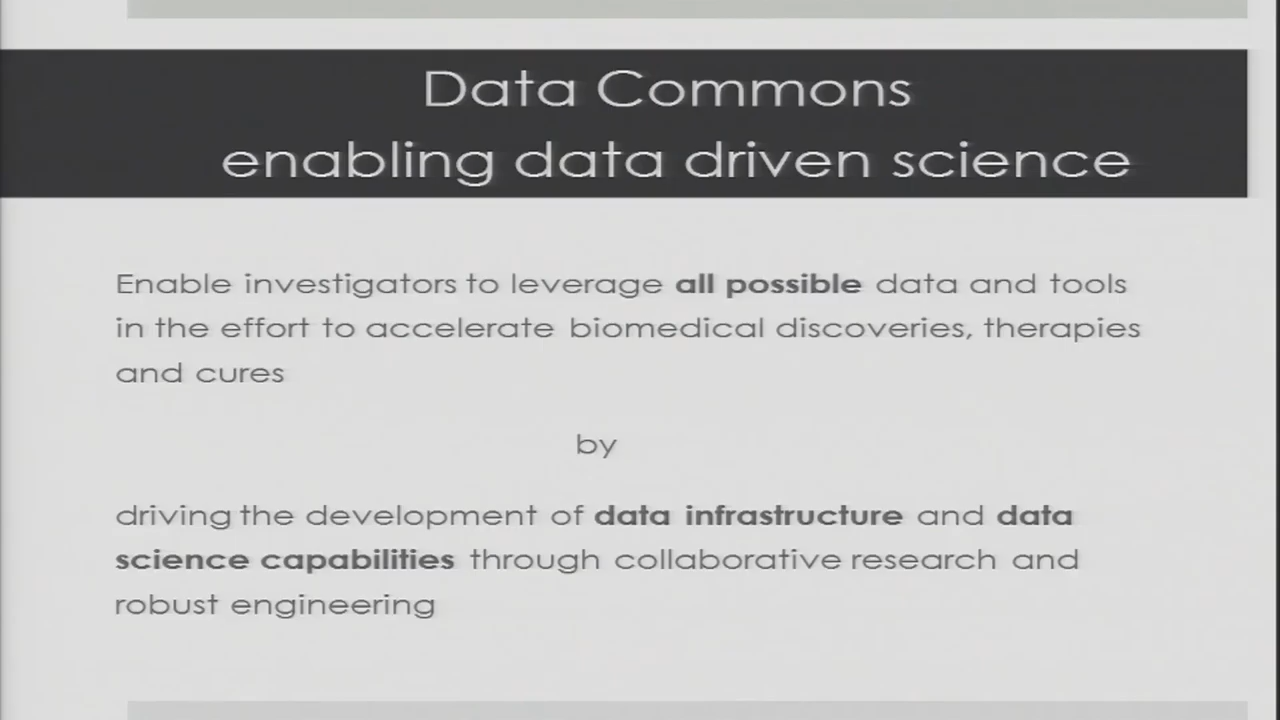 Data Commons
enabling data driven science
Enable investigators to leverage all possible data and tools
in the effort to accelerate biomedical discoveries, therapies
and cures
by
driving the development of data infrastructure and data
science capabilities through collaborative research and
robust engineering